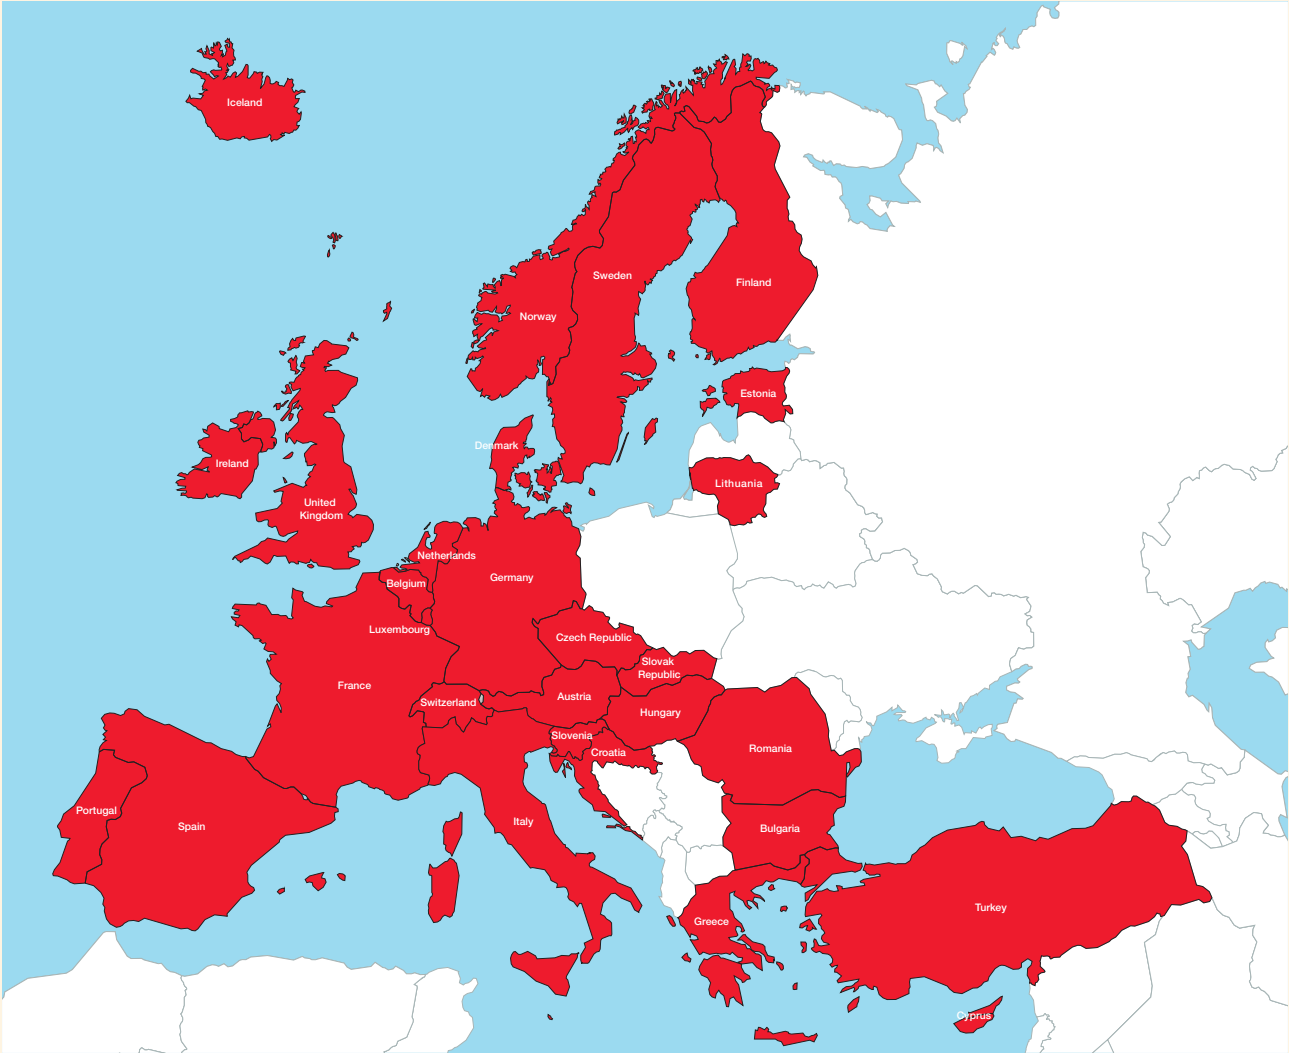 Iceland
Sweden
Finland
Norway
Estonia
Denmark
Ireland
Lithuania
United
Kingdom
Netherlands
Germany
Belgium
Luxembourg
Czech Republic
Slovak
Republic
France
Austria
Switzerland
Hungary
Slovenia
Croatia
Romania
Portugal
Spain
Italy
Bulgaria
Turkey
Greece
Cyprus